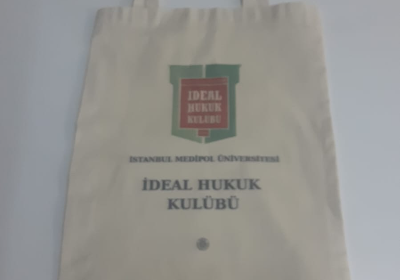 İDEAL
HUKUK
KULÜBÜ
İSTANBUL MEDİPOL ÜNİVERSİTESİ
İDEAL HUKUK
KULÜBÜ